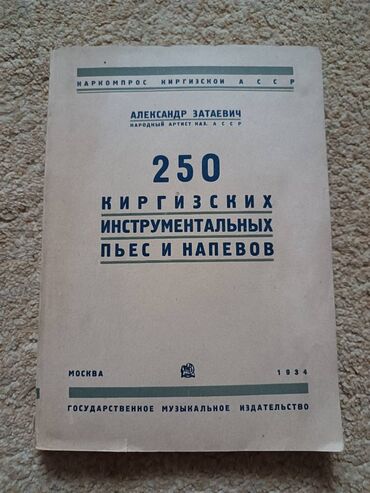 НАРКОМПРОС КИРГИЗСКОЙ А С С Р
АЛЕКСАНДР ЗАТАЕВИЧ
НАРОДНЫЙ АРТИСТ КАЗ. А С С Р
250
КИРГИЗСКИХ
ИНСТРУМЕНТАЛЬНЫХ
ПЬЕС И НАПЕВОВ
МОСКВА 1934
ГОСУДАРСТВЕННОЕ МУЗЫКАЛЬНОЕ ИЗДАТЕЛЬСТВО